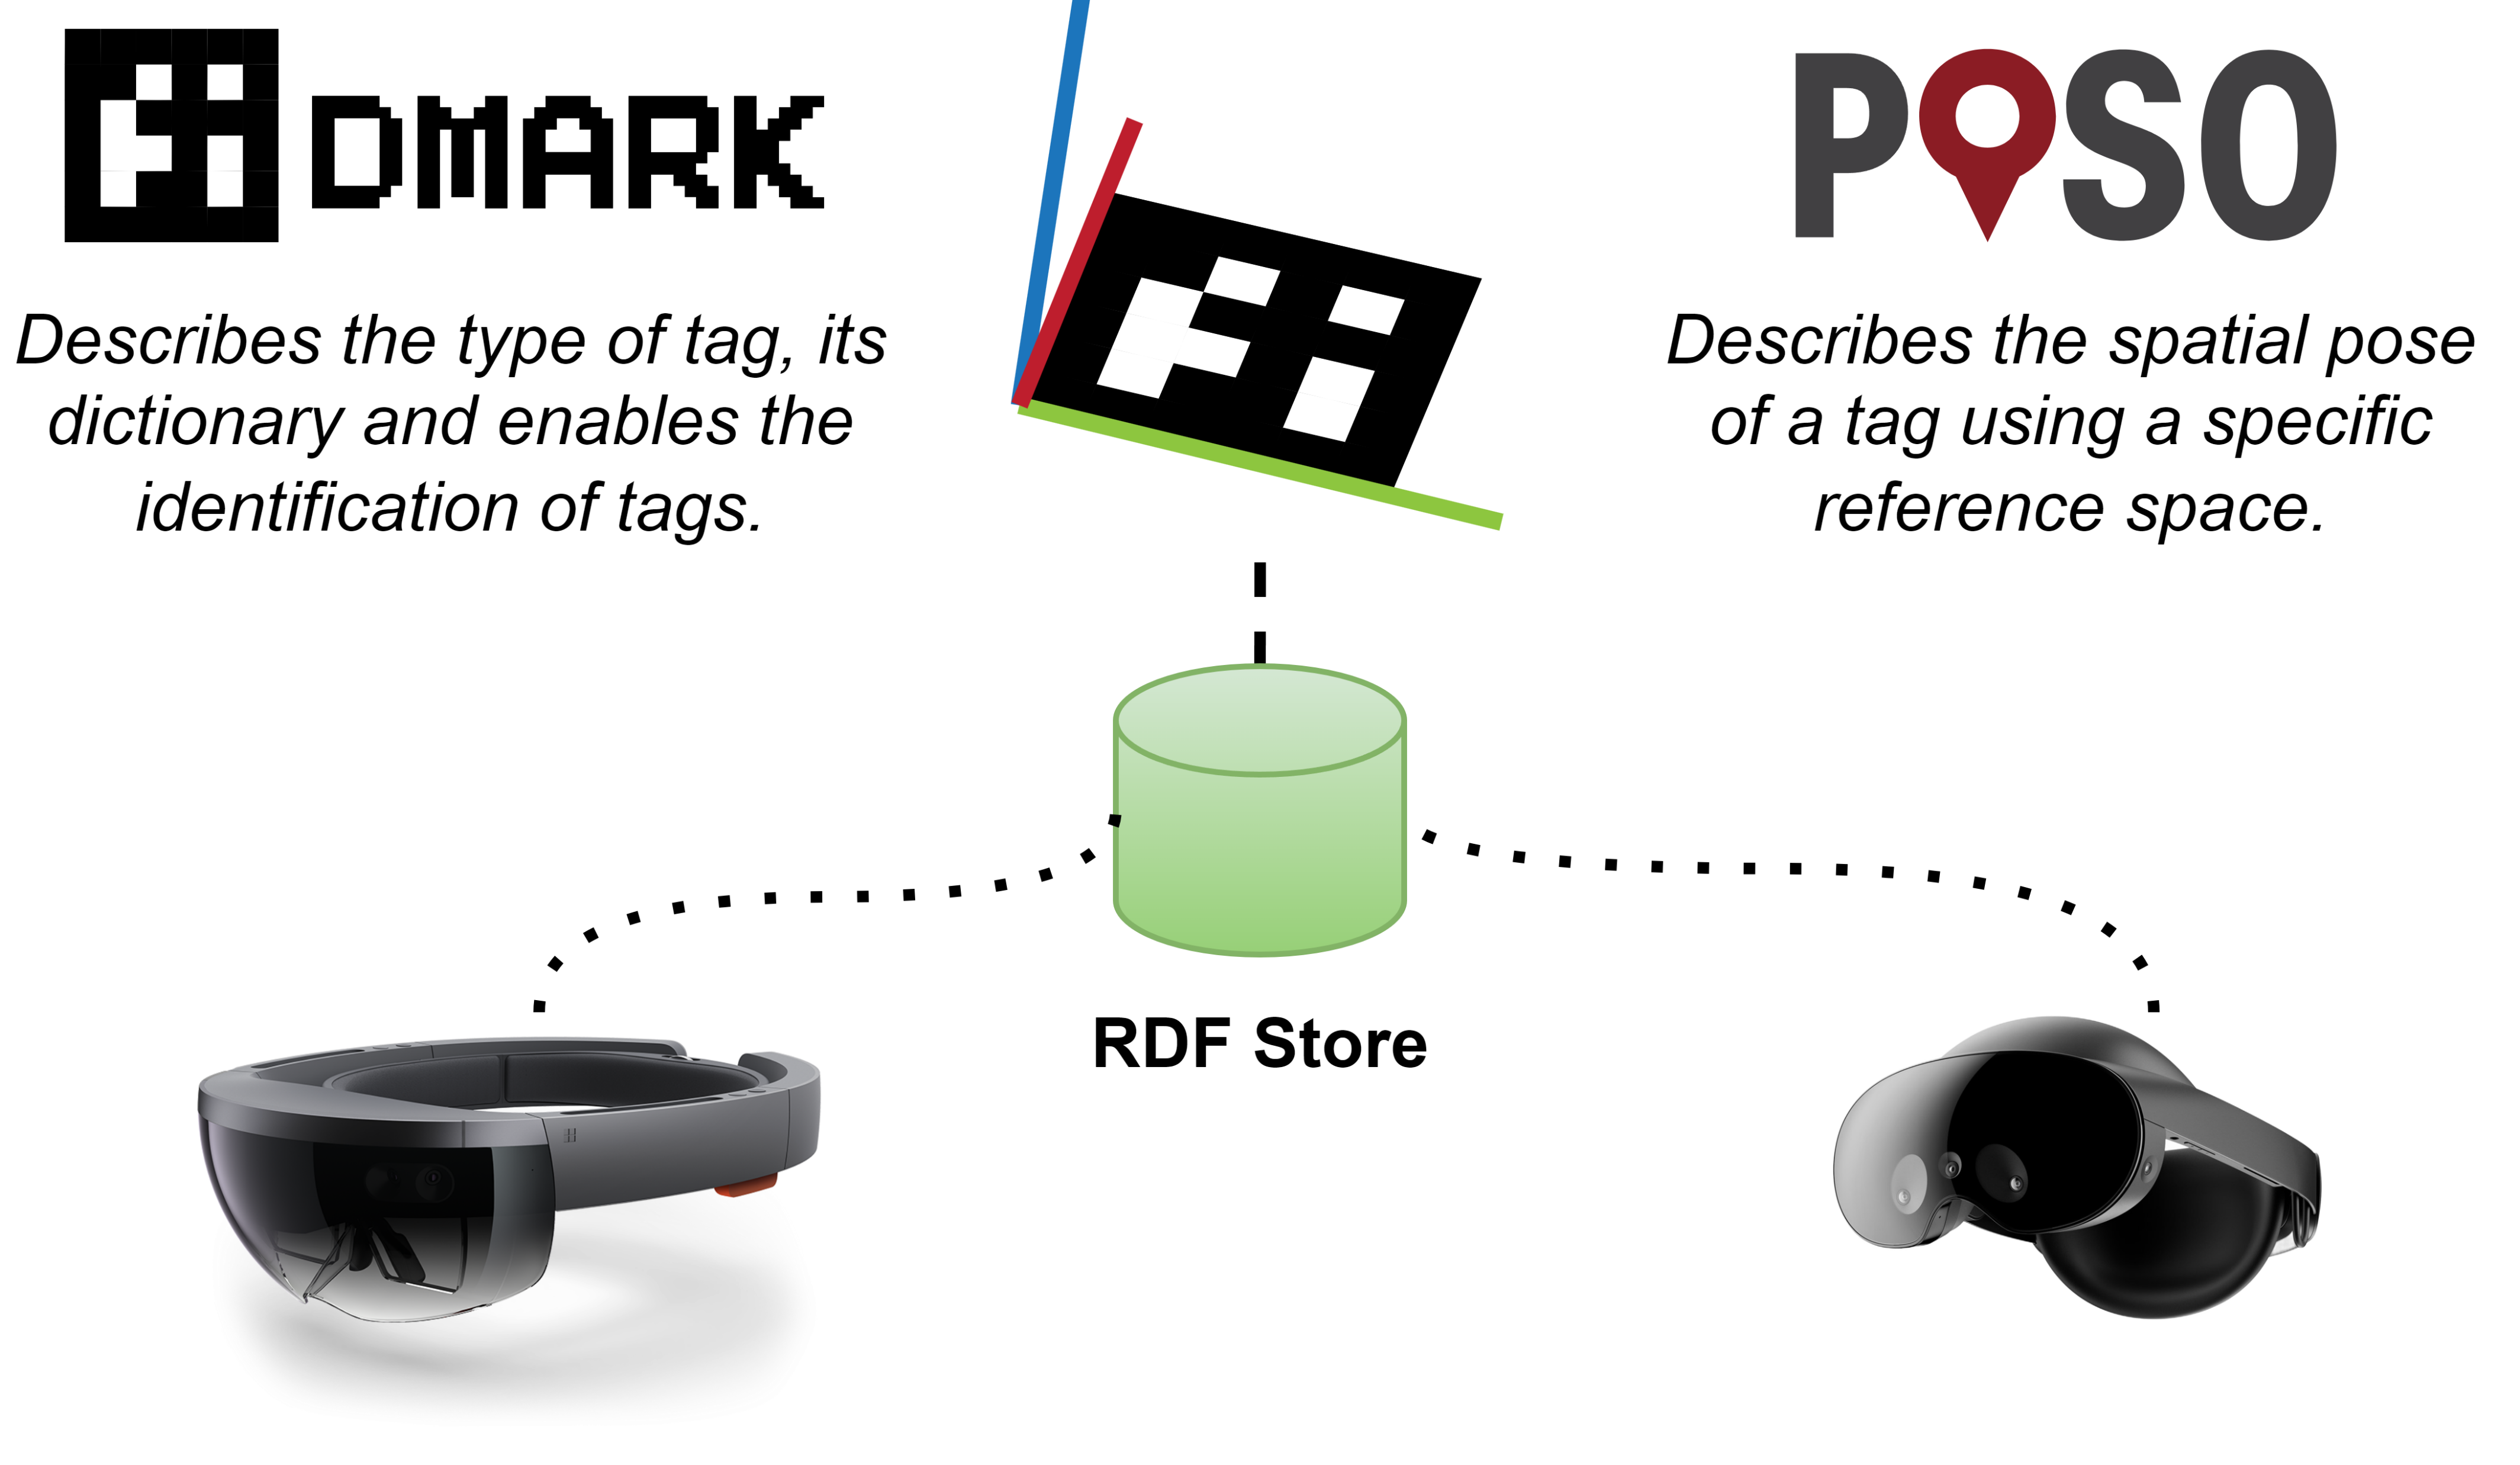 DMARK
Describes the type of tag, its
dictionary and enables the
identification of tags.
POSO
Describes the spatial pose
of a tag using a specific
reference space.
RDF Store